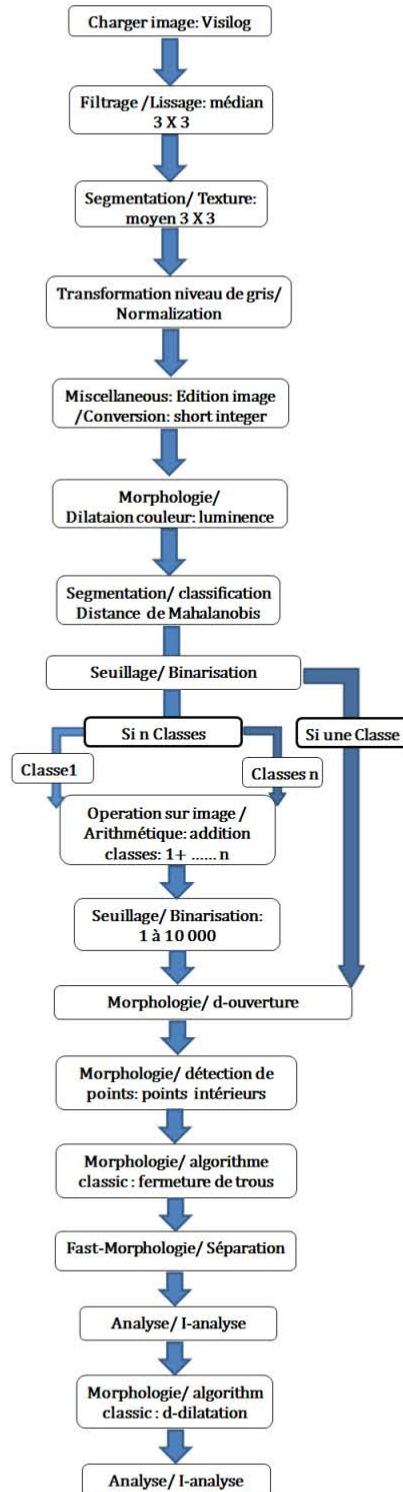 Charger image: Visilog
Filtrage /Lissage: médian
3 X 3
Segmentation/ Texture:
moyen 3 X 3
Transformation niveau de gris/
Normalization
Miscellaneous: Edition image
/Conversion: short integer
Morphologie/
Dilataion couleur: luminence
Segmentation/ classification
Distance de Mahalanobis
Seuillage/ Binarisation
Si n Classes
Si une Classe
Classe1
Classes n
Operation sur image /
Arithmétique: addition
classes: 1+ ...... n
Seuillage/ Binarisation:
1 à 10 000
Morphologie/ d-ouverture
Morphologie/ détection de
points: points intérieurs
Morphologie/ algorithme
classic : fermeture de trous
Fast-Morphologie/ Séparation
Analyse/ I-analyse
Morphologie/ algorithm
classic : d-dilatation
Analyse/ I-analyse